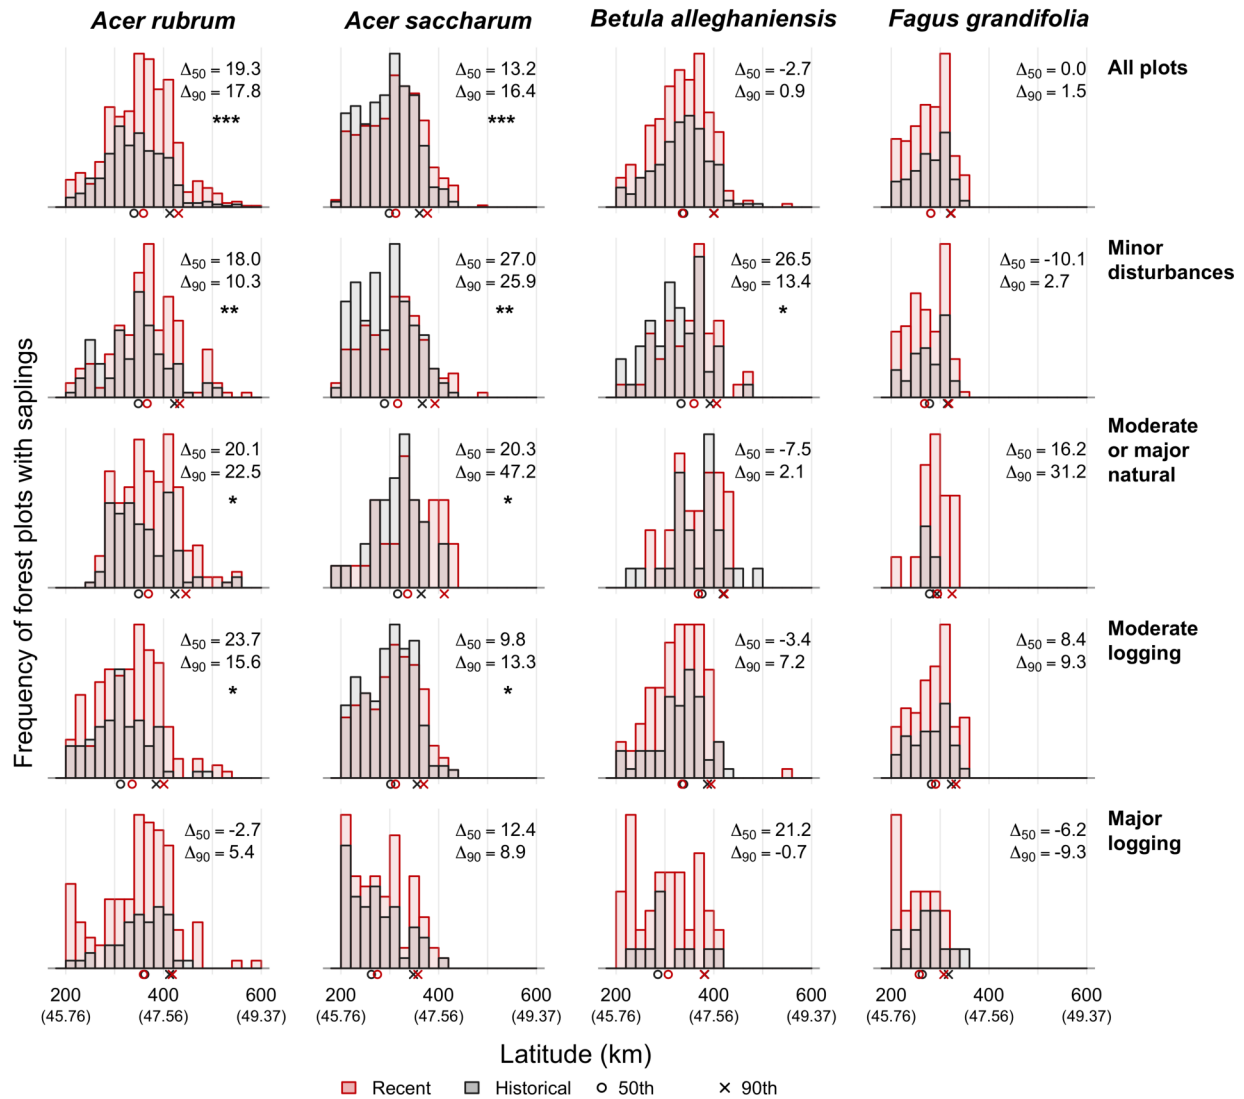 Acer rubrum
Acer saccharum
Betula alleghaniensis
Fagus grandifolia
Frequency of forest plots with saplings
All plots
Δ50 = 19.3
Δ90 = 17.8
***
Δ50 = 13.2
Δ90 = 16.4
***
Δ50 = -2.7
Δ90 = 0.9
Δ50 = 0.0
Δ90 = 1.5
Minor
disturbances
Δ50 = 18.0
Δ90 = 10.3
**
Δ50 = 27.0
Δ90 = 25.9
**
Δ50 = 26.5
Δ90 = 13.4
*
Δ50 = -10.1
Δ90 = 2.7
Moderate
or major
natural
Δ50 = 20.1
Δ90 = 22.5
*
Δ50 = 20.3
Δ90 = 47.2
*
Δ50 = -7.5
Δ90 = 2.1
Δ50 = 16.2
Δ90 = 31.2
Moderate
logging
Δ50 = 23.7
Δ90 = 15.6
*
Δ50 = 9.8
Δ90 = 13.3
*
Δ50 = -3.4
Δ90 = 7.2
Δ50 = 8.4
Δ90 = 9.3
Major
logging
Δ50 = -2.7
Δ90 = 5.4
Δ50 = 12.4
Δ90 = 8.9
Δ50 = 21.2
Δ90 = -0.7
Δ50 = -6.2
Δ90 = -9.3
200 400 600 200 400 600 200 400 600 200 400 600
(45.76) (47.56) (49.37) (45.76) (47.56) (49.37) (45.76) (47.56) (49.37) (45.76) (47.56) (49.37)
Latitude (km)
Recent Historical 50th 90th